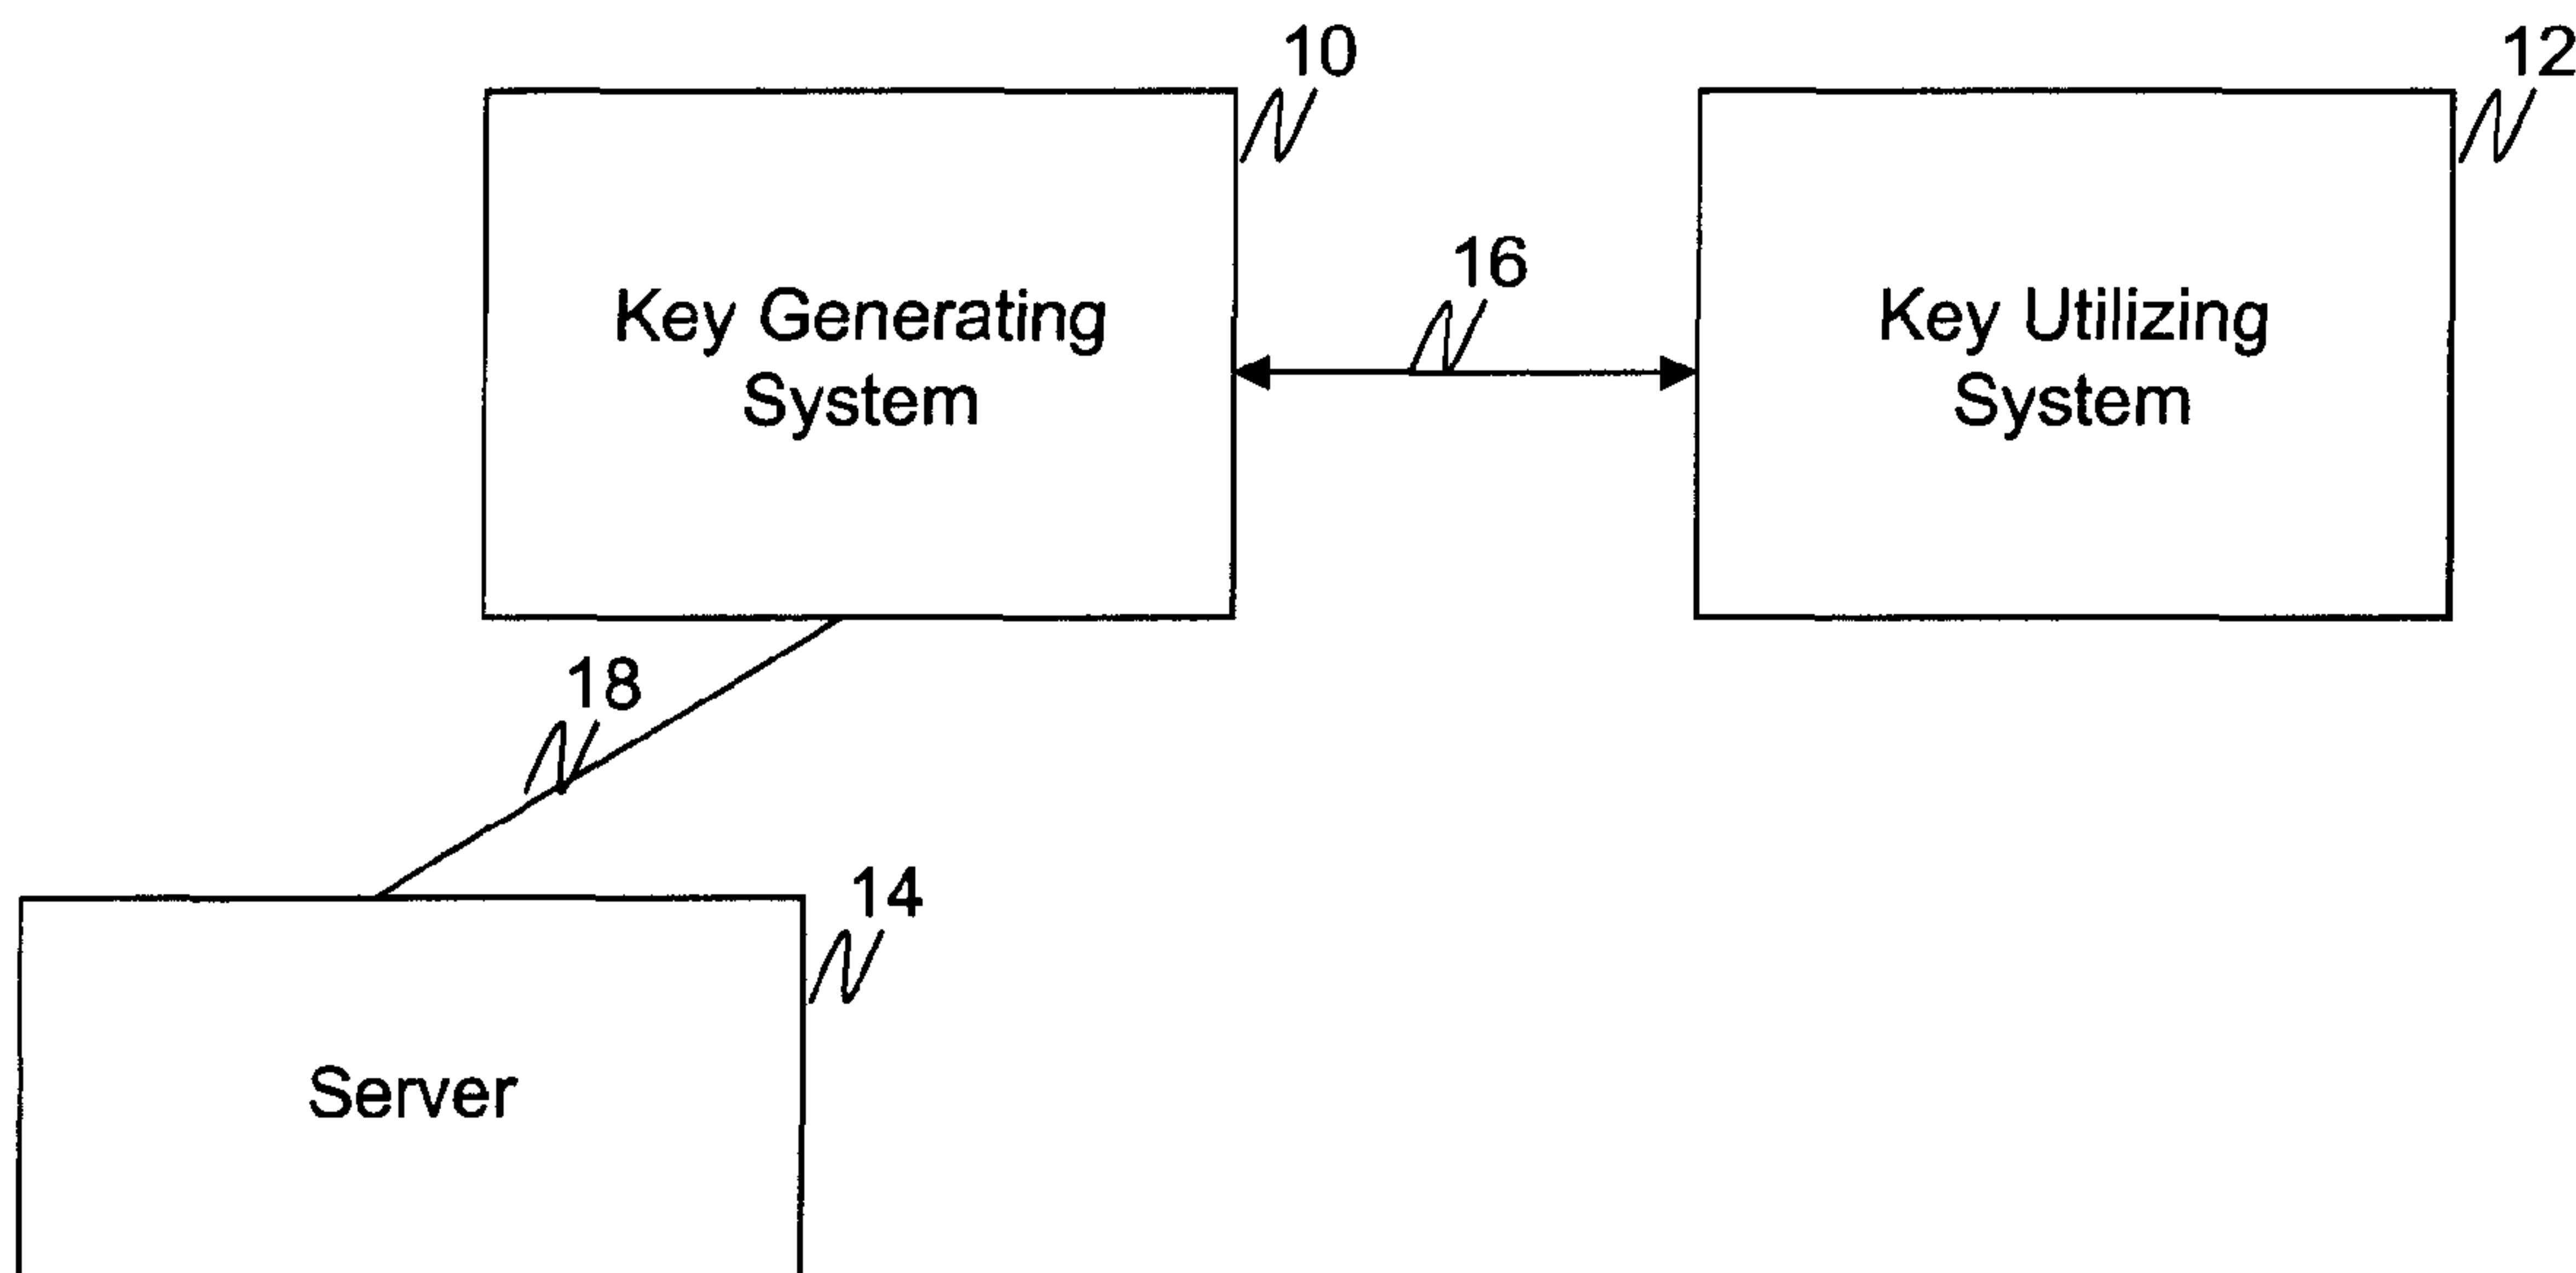 10
12
16
Key Generating
System
Key Utilizing
System
18
14
Server